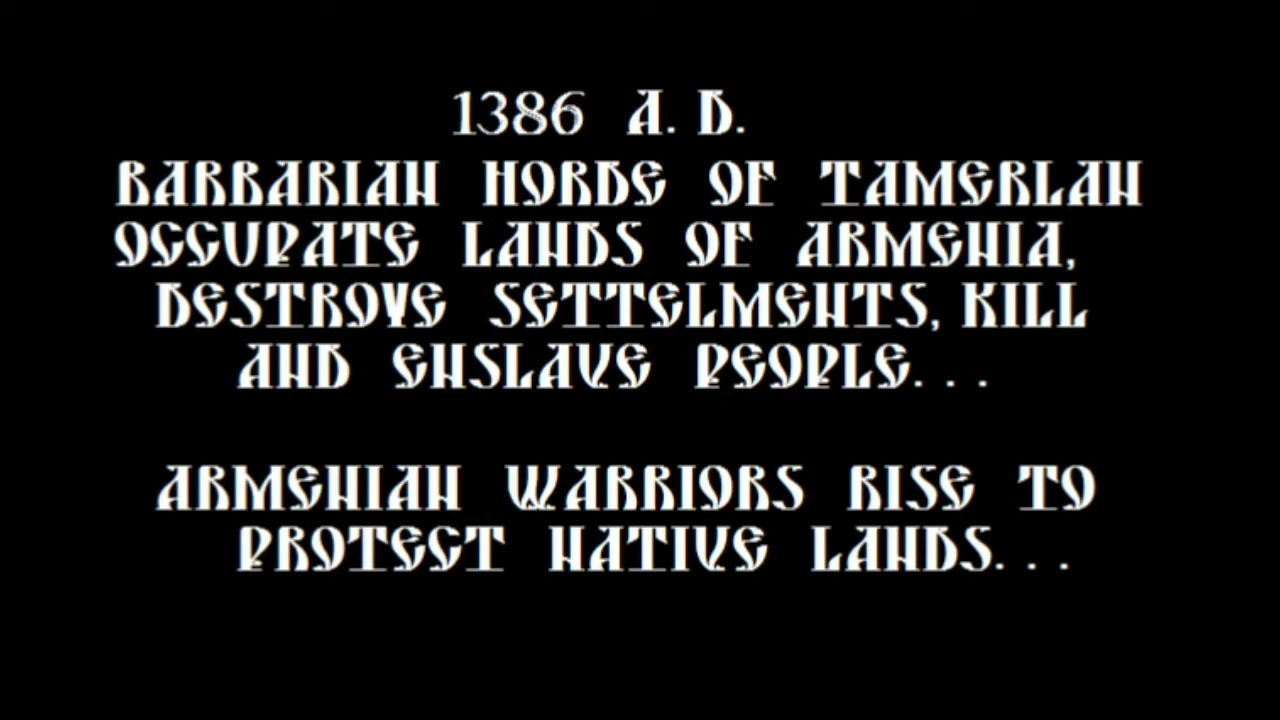 1386 A. D.
BARBARIAN HORDE OF TAMERLAN
OCCUPATE LANDS OF ARMENIA,
DESTROYE SETTELMENTS, KILL
AND ENSLAVE PEOPLE...
ARMENIAN WARRIORS RISE TO
PROTECT NATIVE LANDS...